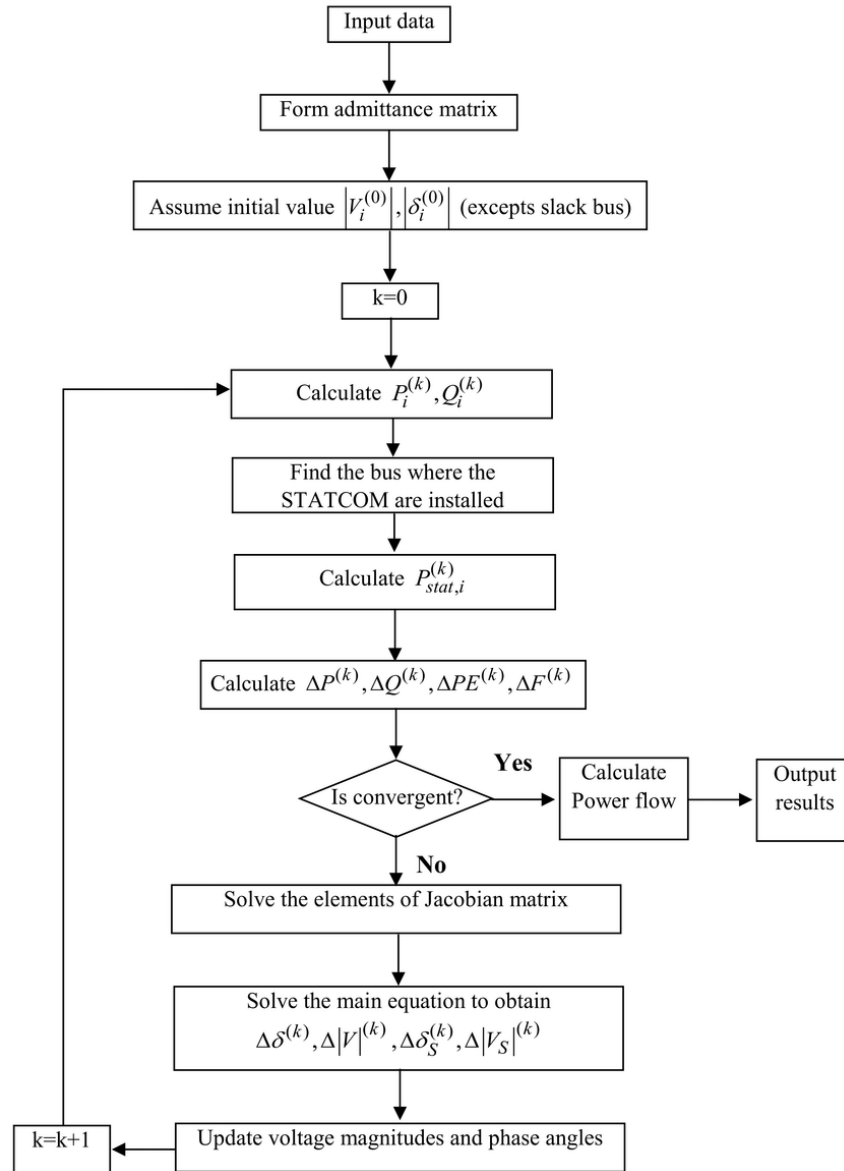 Input data
Form admittance matrix
Assume initial value |V_i^{(0)}|, |δ_i^{(0)}| (excepts slack bus)
k=0
Calculate P_i^{(k)}, Q_i^{(k)}
Find the bus where the
STATCOM are installed
Calculate P_{stat,i}^{(k)}
Calculate ΔP^{(k)}, ΔQ^{(k)}, ΔPE^{(k)}, ΔF^{(k)}
Is convergent?
Yes
Calculate
Power flow
Output
results
No
Solve the elements of Jacobian matrix
Solve the main equation to obtain
Δδ^{(k)}, Δ|V|^{(k)}, Δδ_S^{(k)}, Δ|V_S|^{(k)}
Update voltage magnitudes and phase angles
k=k+1